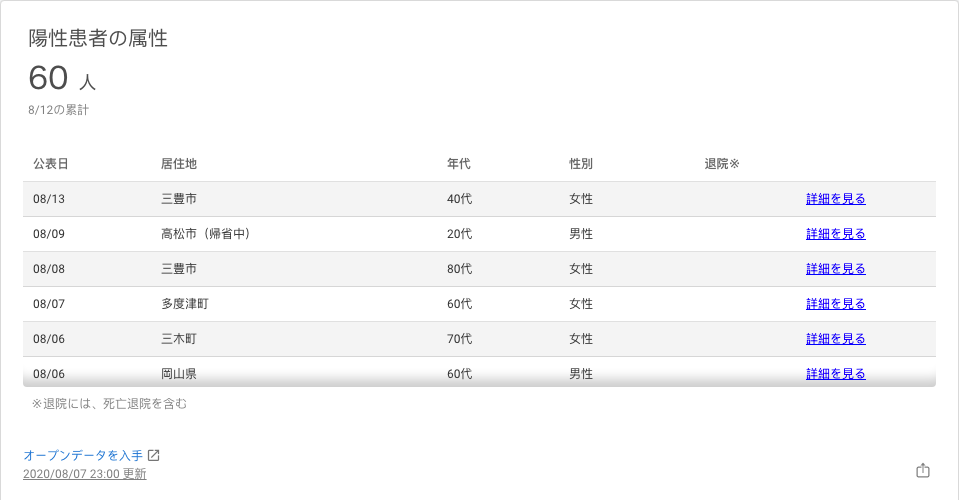 陽性患者の属性
60 人
8/12の累計
公表日 居住地 年代 性別 退院※
08/13 三豊市 40代 女性 詳細を見る
08/09 高松市（帰省中） 20代 男性 詳細を見る
08/08 三豊市 80代 女性 詳細を見る
08/07 多度津町 60代 女性 詳細を見る
08/06 三木町 70代 女性 詳細を見る
08/06 岡山県 60代 男性 詳細を見る
※退院には、死亡退院を含む
オープンデータを入手
2020/08/07 23:00 更新